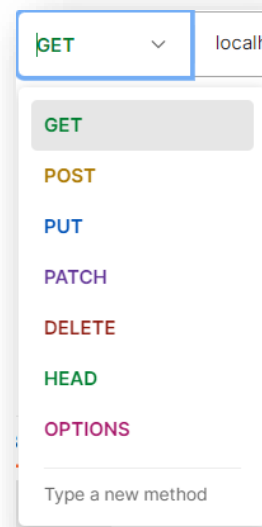 GET localh
GET
POST
PUT
PATCH
DELETE
HEAD
OPTIONS
Type a new method